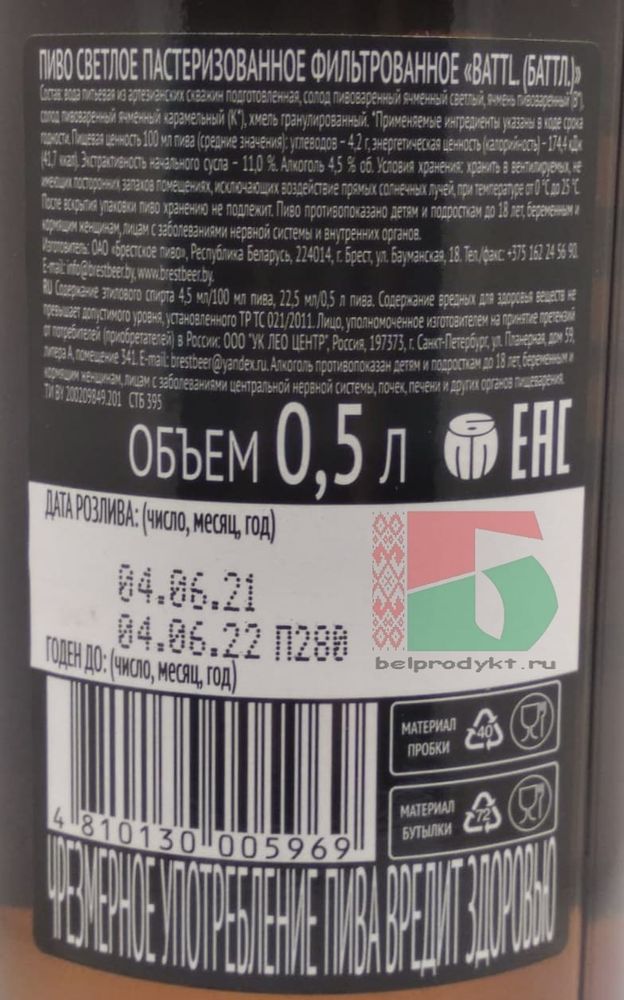 ПИВО СВЕТЛОЕ ПАСТЕРИЗОВАННОЕ ФИЛЬТРОВАННОЕ «BATTL. (БАТТЛ.)»
Состав: вода питьевая из артезианских скважин подготовленная, солод пивоваренный ячменный светлый, ячмень пивоваренный ("В"),
солод пивоваренный ячменный карамельный ("К"), хмель гранулированный. "Применяемые ингредиенты указаны в коде срока
годности. Пищевая ценность 100 мл пива (средние значения): углеводов – 4,2 г, энергетическая ценность (калорийность) – 174,4 кДж
(41,7 ккал). Экстрактивность начального сусла – 11,0 %. Алкоголь 4,5 % об. Условия хранения: хранить в вентилируемых, не
имеющих посторонних запахов помещениях, исключающих воздействие прямых солнечных лучей, при температуре от 0 °С до 25 °С.
После вскрытия упаковки пиво хранению не подлежит. Пиво противопоказано детям и подросткам до 18 лет, беременным и
кормящим женщинам, лицам с заболеваниями нервной системы и внутренних органов.
Изготовитель: ОАО «Брестское пиво», Республика Беларусь, 224014, г. Брест, ул. Бауманская, 18. Тел./факс: +375 162 24 56 90.
E-mail: info@brestbeer.by, www.brestbeer.by.
RU Содержание этилового спирта 4,5 мл/100 мл пива, 22,5 мл/0,5 л пива. Содержание вредных для здоровья веществ не
превышает допустимого уровня, установленного ТР ТС 021/2011. Лицо, уполномоченное изготовителем на принятие претензий
от потребителей (приобретателей) в России: ООО "УК ЛЕО ЦЕНТР", Россия, 197373, г. Санкт-Петербург, ул. Планерная, дом 59,
литера А, помещение 341. E-mail: brestbeer@yandex.ru. Алкоголь противопоказан детям и подросткам до 18 лет, беременным и
кормящим женщинам, лицам с заболеваниями центральной нервной системы, почек, печени и других органов пищеварения.
ТИ BY 200209849.201 СТБ 395
ОБЪЕМ 0,5 Л
EAC
ДАТА РОЗЛИВА: (число, месяц, год)
04.06.21
04.06.22 П280
ГОДЕН ДО: (число, месяц, год)
belprodykt.ru
МАТЕРИАЛ
ПРОБКИ
40
МАТЕРИАЛ
БУТЫЛКИ
72
4 810130 005969
ЧРЕЗМЕРНОЕ УПОТРЕБЛЕНИЕ ПИВА ВРЕДИТ ЗДОРОВЬЮ